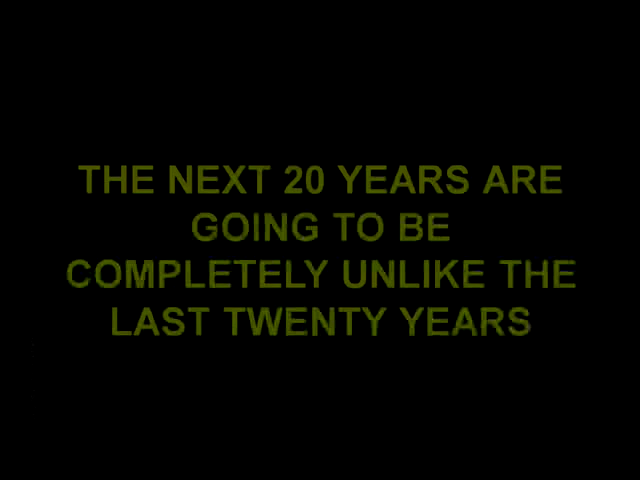 THE NEXT 20 YEARS ARE
GOING TO BE
COMPLETELY UNLIKE THE
LAST TWENTY YEARS